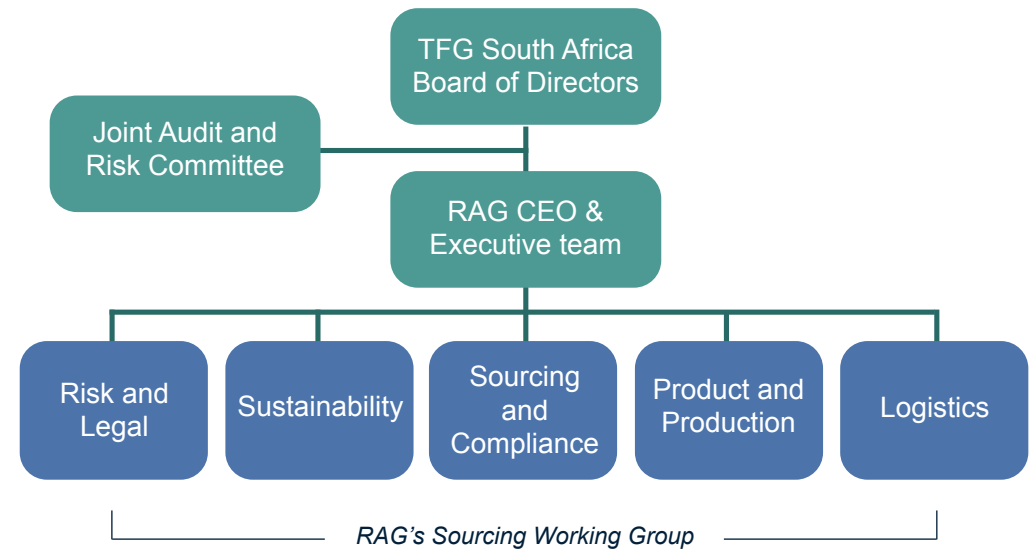 TFG South Africa
Board of Directors
Joint Audit and
Risk Committee
RAG CEO &
Executive team
Risk and
Legal
Sustainability
Sourcing
and
Compliance
Product and
Production
Logistics
RAG’s Sourcing Working Group